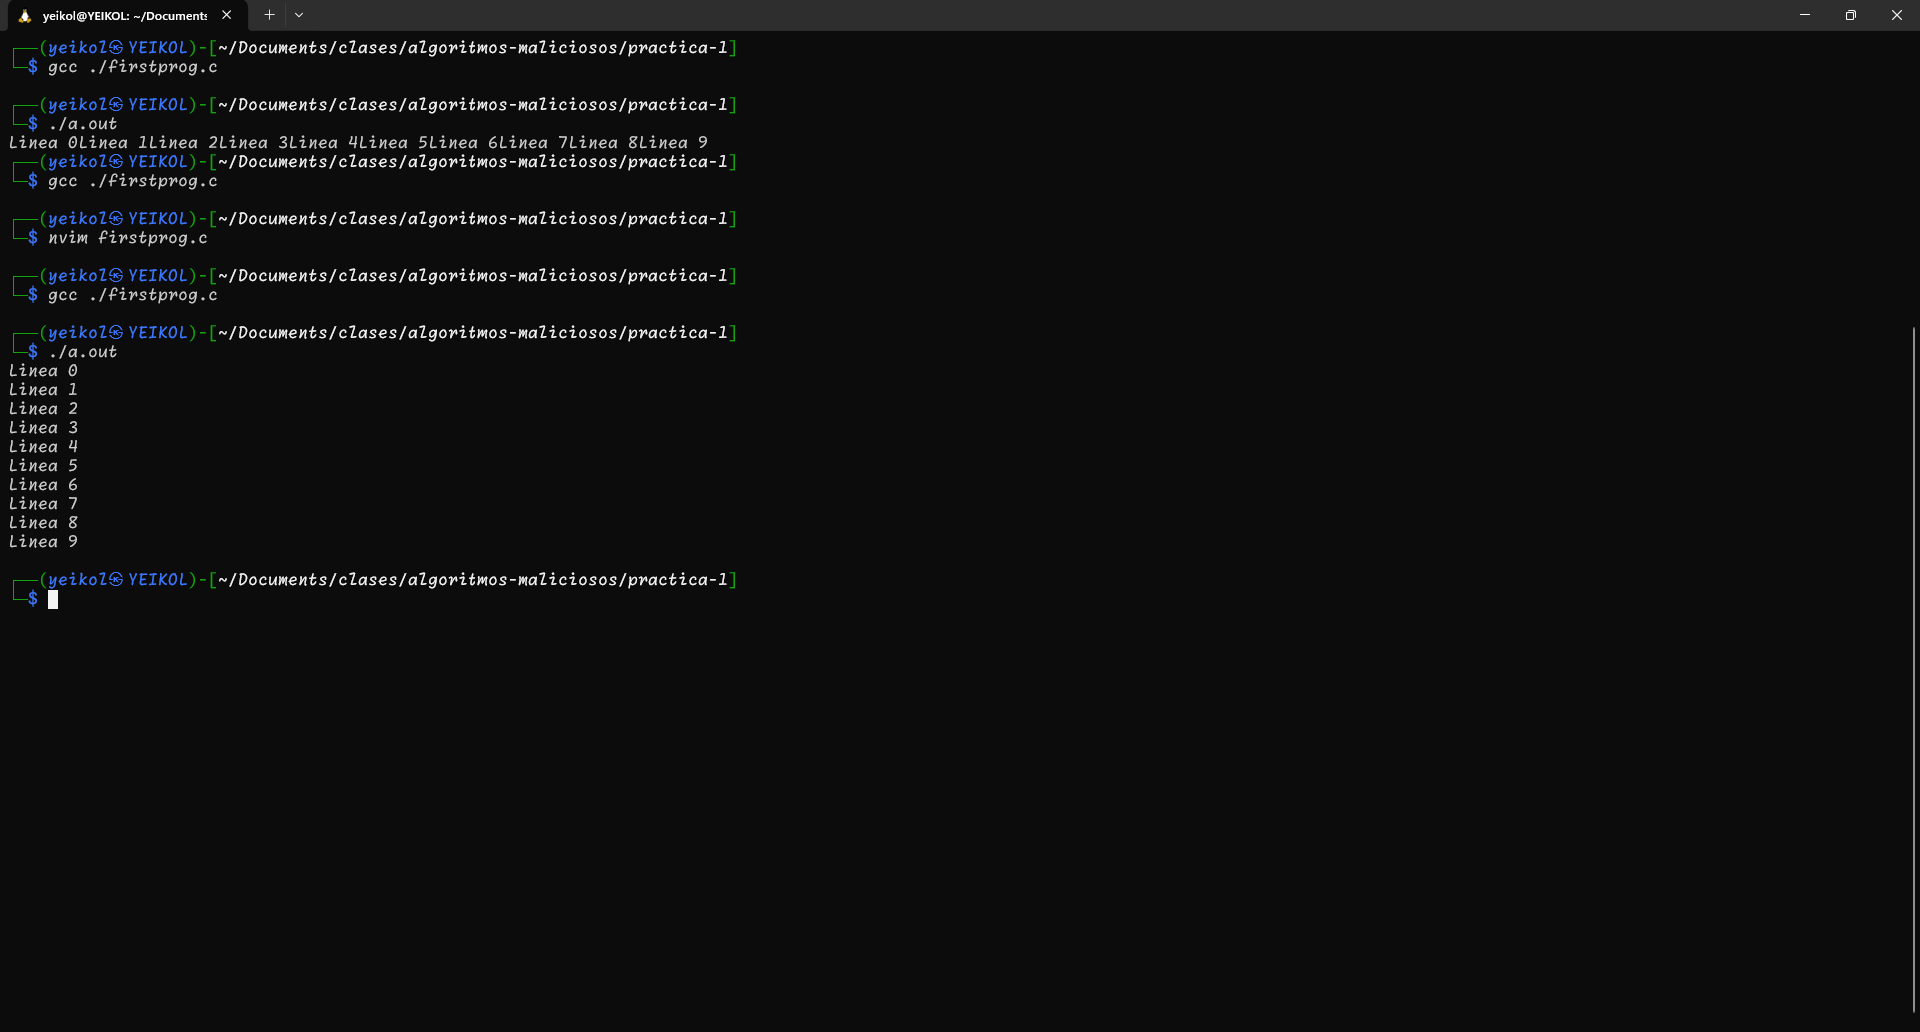 yeikol@YEIKOL: ~/Documents
┌──(yeikol㉿YEIKOL)-[~/Documents/clases/algoritmos-maliciosos/practica-1]
└─$ gcc ./firstprog.c
┌──(yeikol㉿YEIKOL)-[~/Documents/clases/algoritmos-maliciosos/practica-1]
└─$ ./a.out
Linea 0Linea 1Linea 2Linea 3Linea 4Linea 5Linea 6Linea 7Linea 8Linea 9
┌──(yeikol㉿YEIKOL)-[~/Documents/clases/algoritmos-maliciosos/practica-1]
└─$ gcc ./firstprog.c
┌──(yeikol㉿YEIKOL)-[~/Documents/clases/algoritmos-maliciosos/practica-1]
└─$ nvim firstprog.c
┌──(yeikol㉿YEIKOL)-[~/Documents/clases/algoritmos-maliciosos/practica-1]
└─$ gcc ./firstprog.c
┌──(yeikol㉿YEIKOL)-[~/Documents/clases/algoritmos-maliciosos/practica-1]
└─$ ./a.out
Linea 0
Linea 1
Linea 2
Linea 3
Linea 4
Linea 5
Linea 6
Linea 7
Linea 8
Linea 9
┌──(yeikol㉿YEIKOL)-[~/Documents/clases/algoritmos-maliciosos/practica-1]
└─$